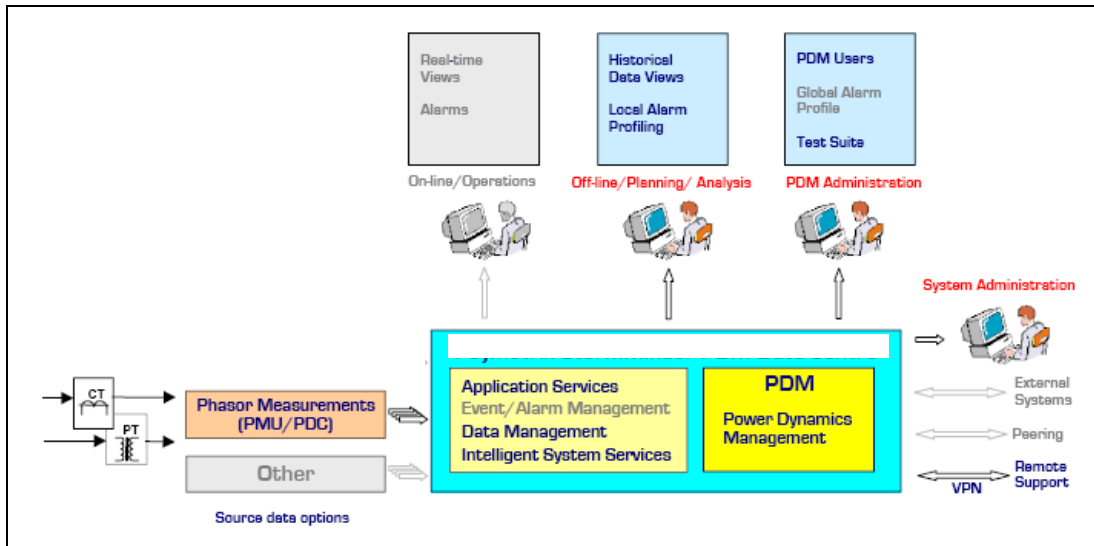 Real-time
Views
Alarms
Historical
Data Views
Local Alarm
Profiling
PDM Users
Global Alarm
Profile
Test Suite
On-line/Operations
Off-line/Planning/ Analysis
PDM Administration
System Administration
CT
PT
Phasor Measurements
(PMU/PDC)
Other
Source data options
Application Services
Event/Alarm Management
Data Management
Intelligent System Services
PDM
Power Dynamics
Management
External
Systems
Peering
Remote
Support
VPN